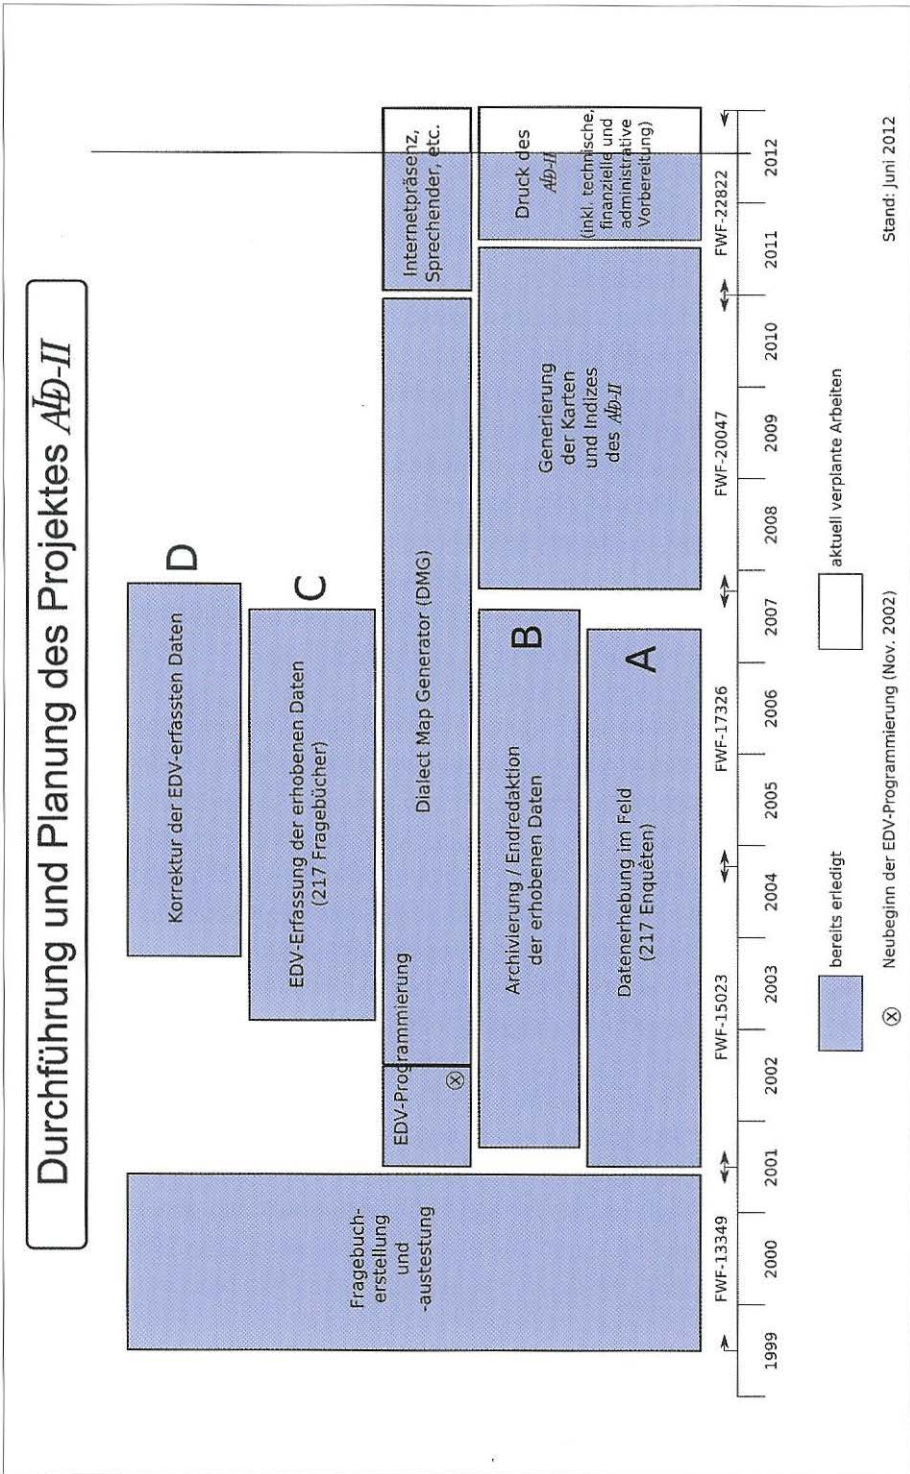 Durchführung und Planung des Projektes ALD-II
Fragebuch-
erstellung
und
-austestung
Korrektur der EDV-erfassten Daten
D
EDV-Erfassung der erhobenen Daten
(217 Fragebücher)
C
EDV-Programmierung
Dialect Map Generator (DMG)
Internetpräsenz,
Sprechender, etc.
Archivierung / Endredaktion
der erhobenen Daten
B
Datenerhebung im Feld
(217 Enquêten)
A
Generierung
der Karten
und Indizes
des ALD-II
Druck des
ALD-II
(inkl. technische,
finanzielle und
administrative
Vorbereitung)
FWF-13349 FWF-15023 FWF-17326 FWF-20047 FWF-22822
1999 2000 2001 2002 2003 2004 2005 2006 2007 2008 2009 2010 2011 2012
bereits erledigt
aktuell verplante Arbeiten
ⓧ Neubeginn der EDV-Programmierung (Nov. 2002)
Stand: Juni 2012